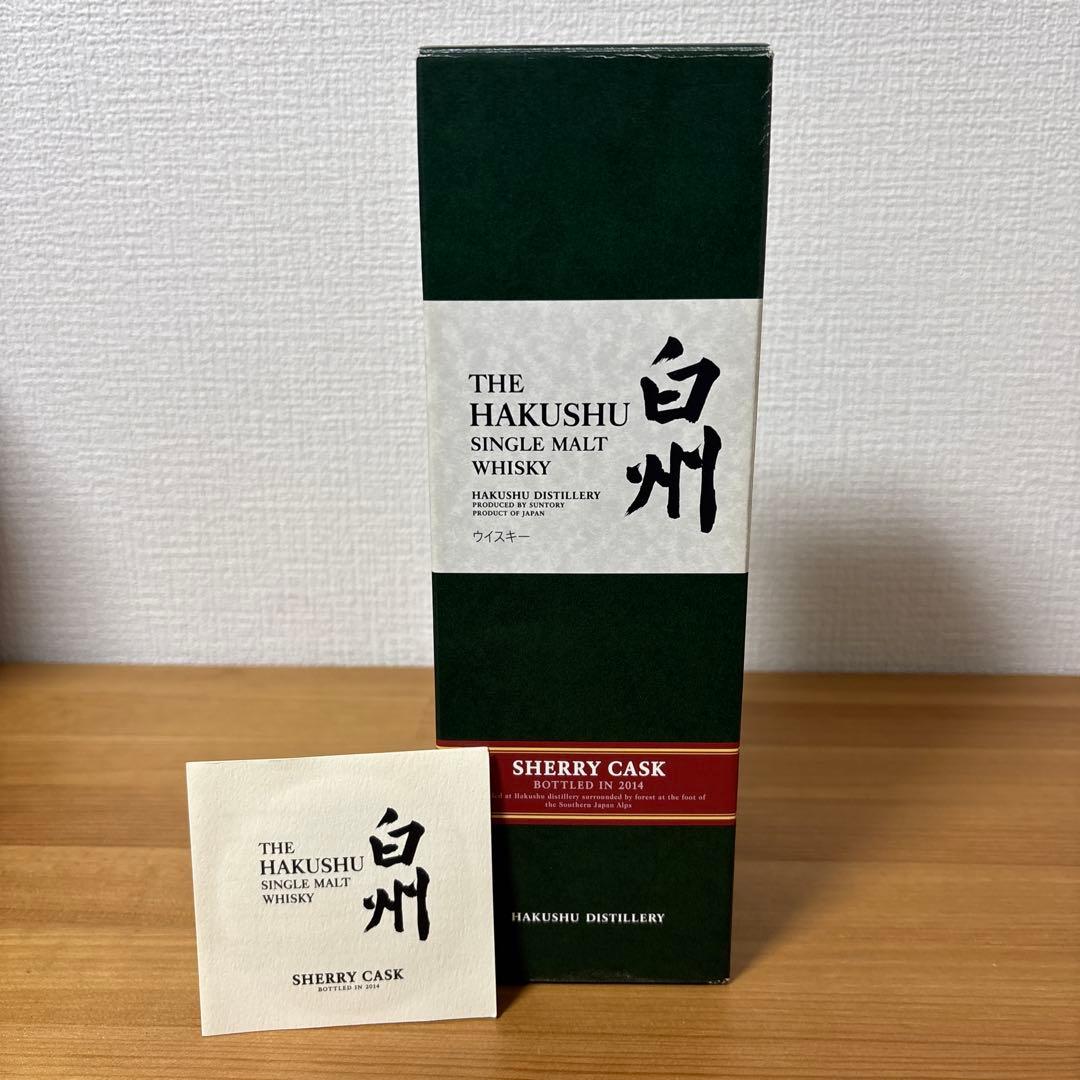 THE
HAKUSHU
SINGLE MALT
WHISKY
白州
HAKUSHU DISTILLERY
PRODUCED BY SUNTORY
PRODUCT OF JAPAN
ウイスキー
SHERRY CASK
BOTTLED IN 2014
at Hakushu distillery surrounded by forest at the foot of
the Southern Japan Alps
HAKUSHU DISTILLERY
THE
HAKUSHU
SINGLE MALT
WHISKY
白州
SHERRY CASK
BOTTLED IN 2014